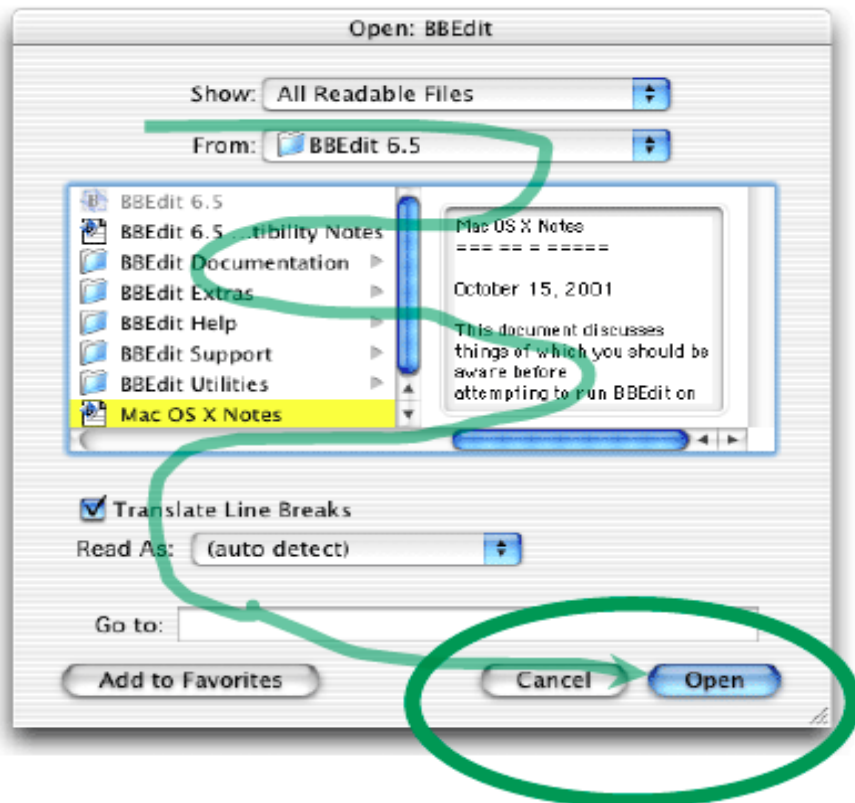 Open: BBEdit
Show: All Readable Files
From: BBEdit 6.5
BBEdit 6.5
BBEdit 6.5 ...tibility Notes
BBEdit Documentation
BBEdit Extras
BBEdit Help
BBEdit Support
BBEdit Utilities
Mac OS X Notes
Mac OS X Notes
=== == = =====
October 15, 2001
This document discusses
things of which you should be
aware before
attempting to run BBEdit on
Translate Line Breaks
Read As: (auto detect)
Go to:
Add to Favorites Cancel Open